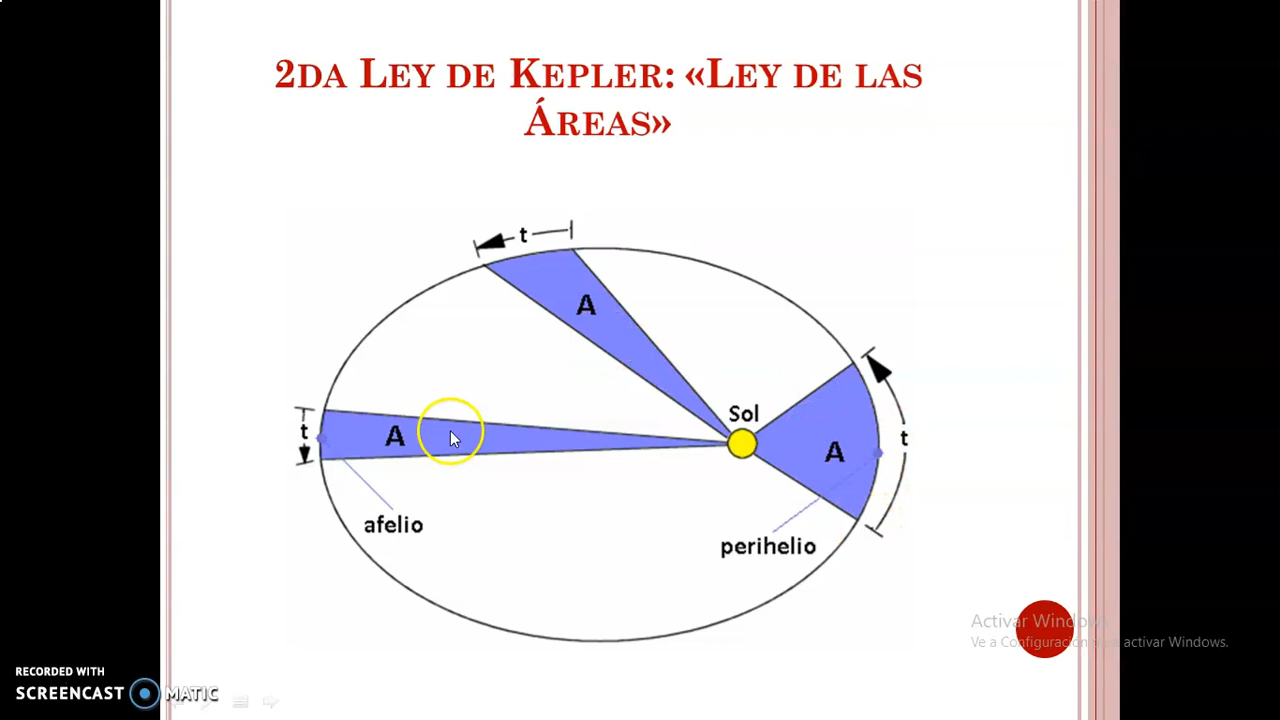 2DA LEY DE KEPLER: «LEY DE LAS
ÁREAS»
t
A
Sol
t
A
A
t
afelio
perihelio
Activar Windows
Ve a Configuración para activar Windows.
RECORDED WITH
SCREENCAST MATIC